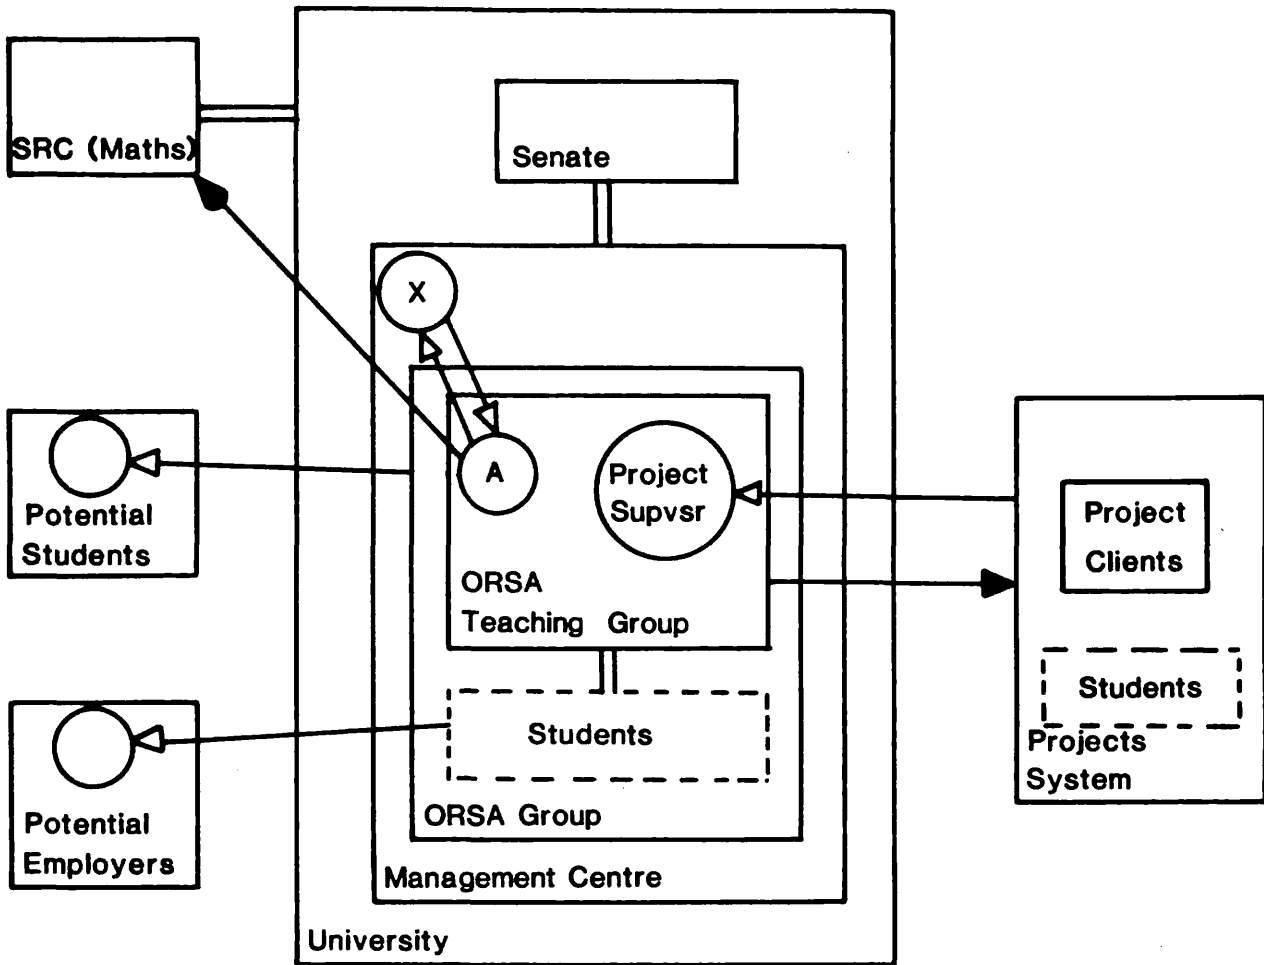 SRC (Maths)
Senate
X
A
Project
Supvsr
ORSA
Teaching Group
Students
ORSA Group
Management Centre
University
Potential
Students
Potential
Employers
Project
Clients
Students
Projects
System